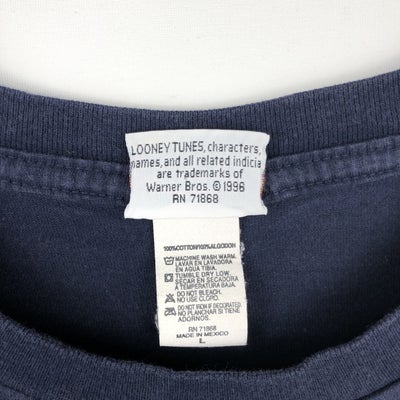 LOONEY TUNES, characters,
names, and all related indicia
are trademarks of
Warner Bros. © 1996
RN 71868
100%COTTON/100%ALGODON
MACHINE WASH WARM.
LAVAR EN LAVADORA
EN AGUA TIBIA.
TUMBLE DRY LOW.
SECAR EN SECADORA
A TEMPERATURA BAJA.
DO NOT BLEACH.
NO USE CLORO.
DO NOT IRON IF DECORATED.
NO PLANCHAR SI TIENE
ADORNOS.
RN 71868
MADE IN MEXICO
L